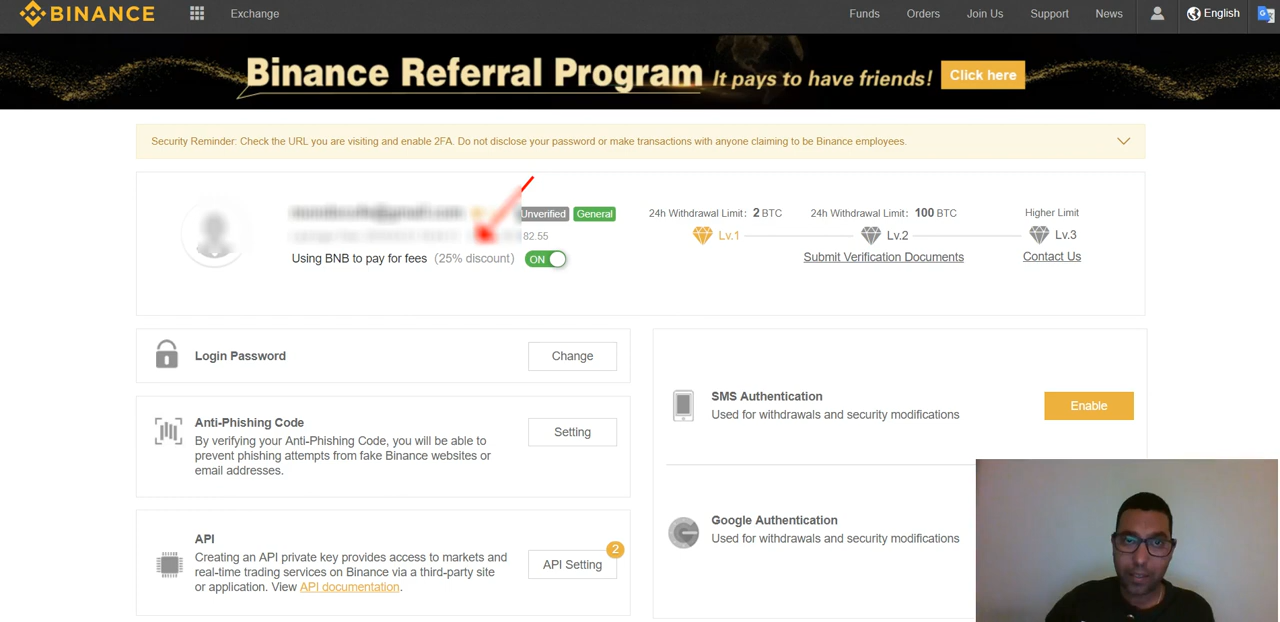 BINANCE
Exchange
Funds
Orders
Join Us
Support
News
English
Binance Referral Program It pays to have friends! Click here
Security Reminder: Check the URL you are visiting and enable 2FA. Do not disclose your password or make transactions with anyone claiming to be Binance employees.
Unverified General
82.55
Using BNB to pay for fees (25% discount) ON
24h Withdrawal Limit: 2 BTC
Lv.1
24h Withdrawal Limit: 100 BTC
Lv.2
Submit Verification Documents
Higher Limit
Lv.3
Contact Us
Login Password
Change
Anti-Phishing Code
By verifying your Anti-Phishing Code, you will be able to
prevent phishing attempts from fake Binance websites or
email addresses.
Setting
API
Creating an API private key provides access to markets and
real-time trading services on Binance via a third-party site
or application. View API documentation.
2
API Setting
SMS Authentication
Used for withdrawals and security modifications
Enable
Google Authentication
Used for withdrawals and security modifications